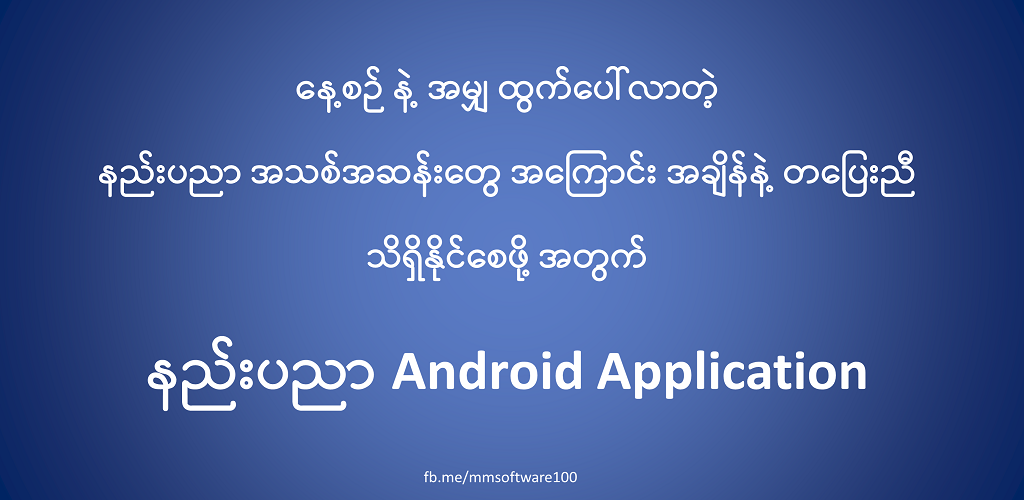 နေ့စဉ် နဲ့ အမျှ ထွက်ပေါ်လာတဲ့
နည်းပညာ အသစ်အဆန်းတွေ အကြောင်း အချိန်နဲ့ တပြေးညီ
သိရှိနိုင်စေဖို့ အတွက်
နည်းပညာ Android Application
fb.me/mmsoftware100